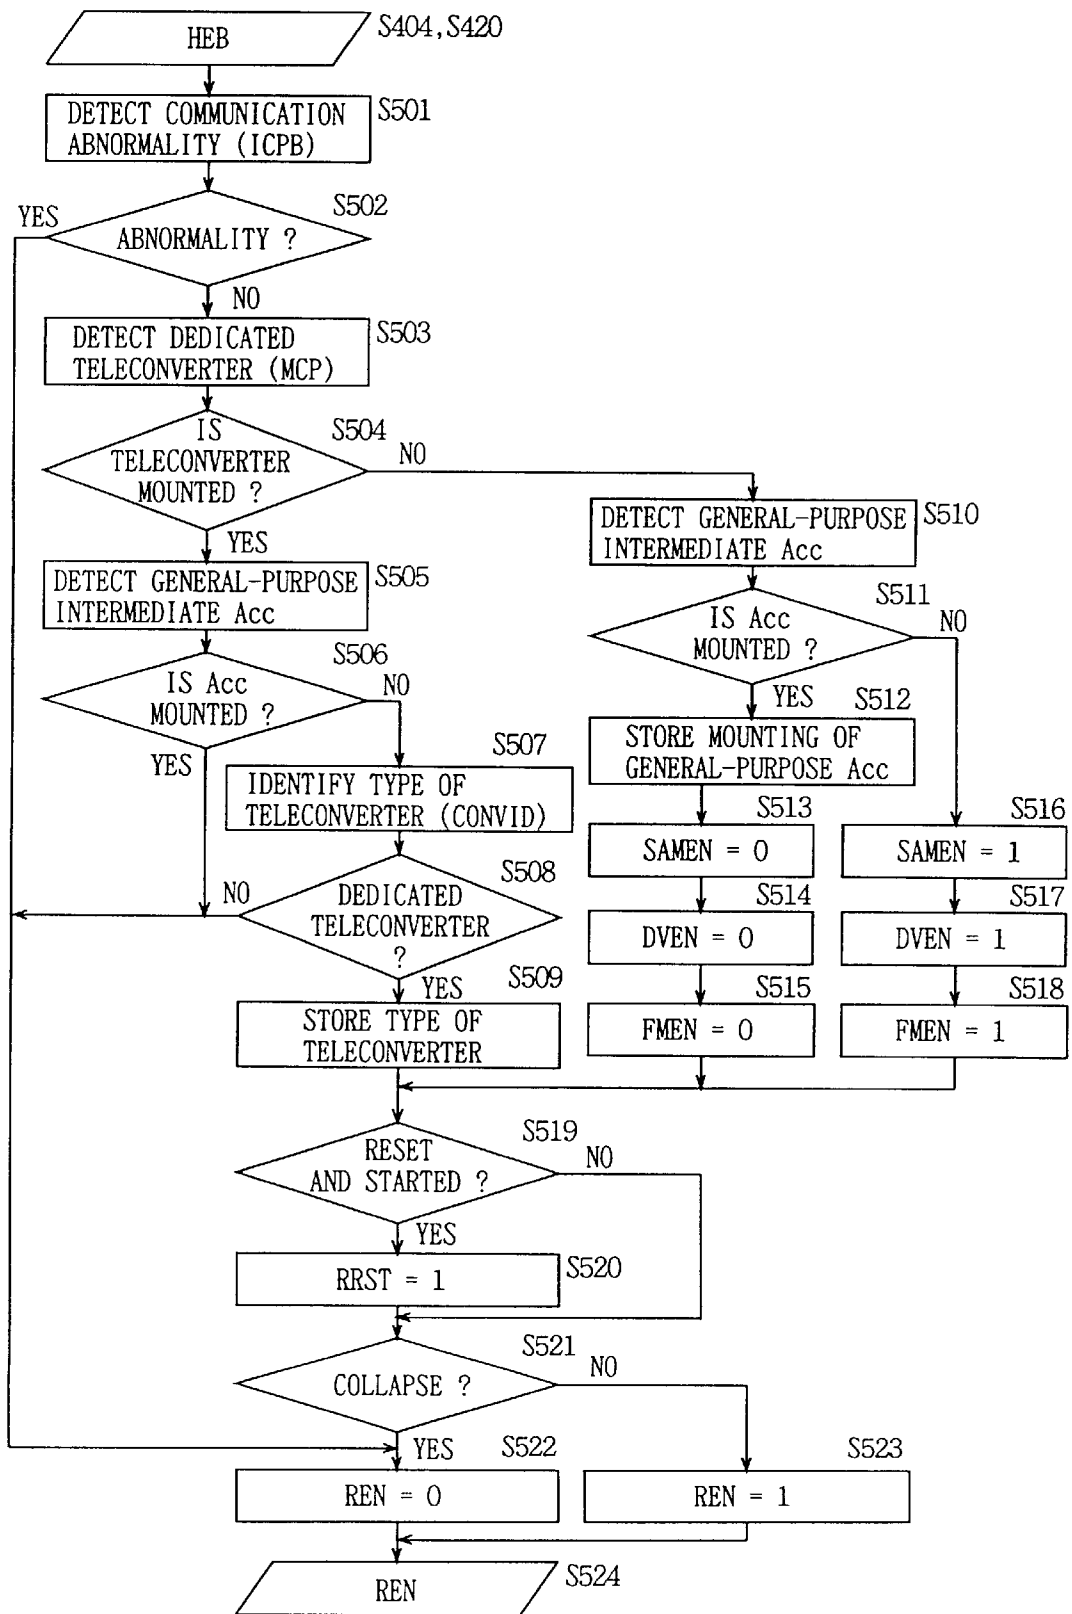 HEB
S404,S420
DETECT COMMUNICATION
ABNORMALITY (ICPB)
S501
S502
YES
ABNORMALITY ?
NO
DETECT DEDICATED
TELECONVERTER (MCP)
S503
IS
TELECONVERTER
MOUNTED ?
S504
NO
YES
DETECT GENERAL-PURPOSE
INTERMEDIATE Acc
S505
S506
IS Acc
MOUNTED ?
NO
YES
S507
IDENTIFY TYPE OF
TELECONVERTER (CONVID)
S508
NO
DEDICATED
TELECONVERTER
?
YES
S509
STORE TYPE OF
TELECONVERTER
DETECT GENERAL-PURPOSE
INTERMEDIATE Acc
S510
S511
IS Acc
MOUNTED ?
NO
YES
S512
STORE MOUNTING OF
GENERAL-PURPOSE Acc
S513
SAMEN = 0
S514
DVEN = 0
S515
FMEN = 0
S516
SAMEN = 1
S517
DVEN = 1
S518
FMEN = 1
S519
RESET
AND STARTED ?
NO
YES
RRST = 1
S520
S521
COLLAPSE ?
NO
YES
S522
REN = 0
S523
REN = 1
REN
S524